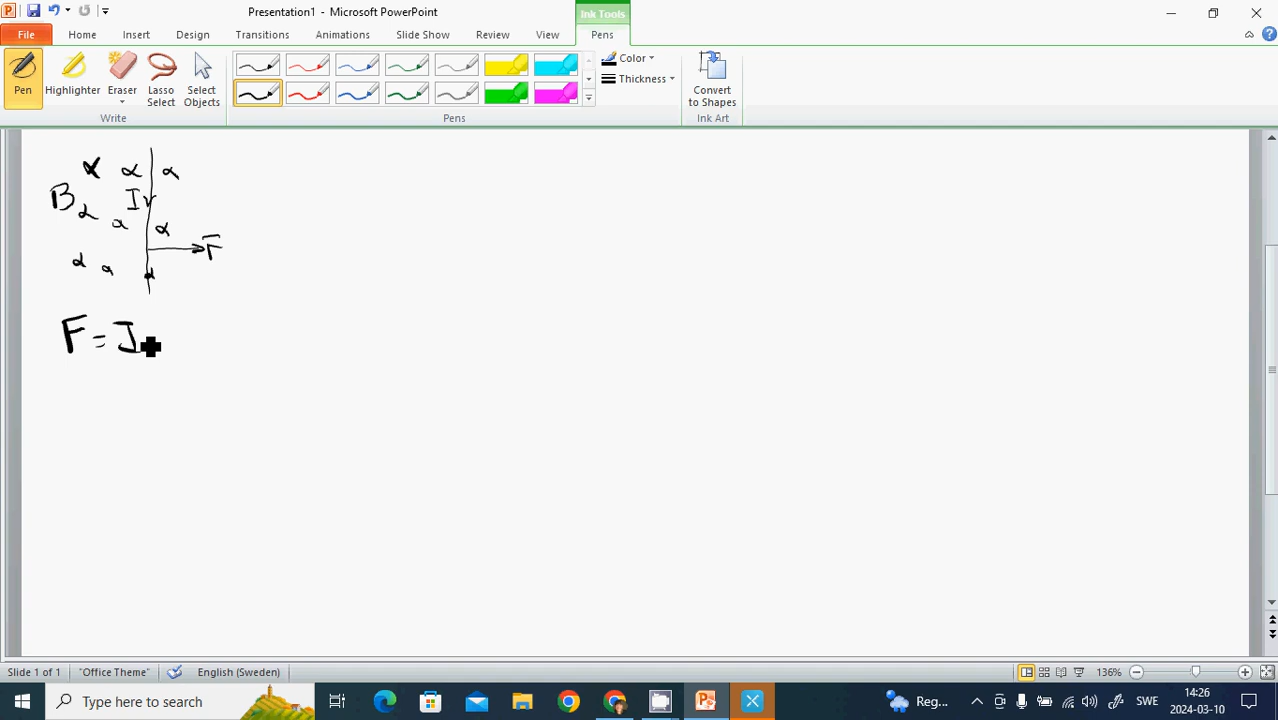 Presentation1 - Microsoft PowerPoint
Ink Tools
File
Home
Insert
Design
Transitions
Animations
Slide Show
Review
View
Pens
Pen
Highlighter
Eraser
Lasso Select
Select Objects
Color
Thickness
Convert to Shapes
Write
Pens
Ink Art
B
I
F
F = I
Slide 1 of 1
"Office Theme"
English (Sweden)
136%
Type here to search
Reg...
SWE
14:26
2024-03-10